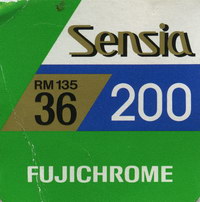 Sensia
RM 135
36 200
FUJICHROME